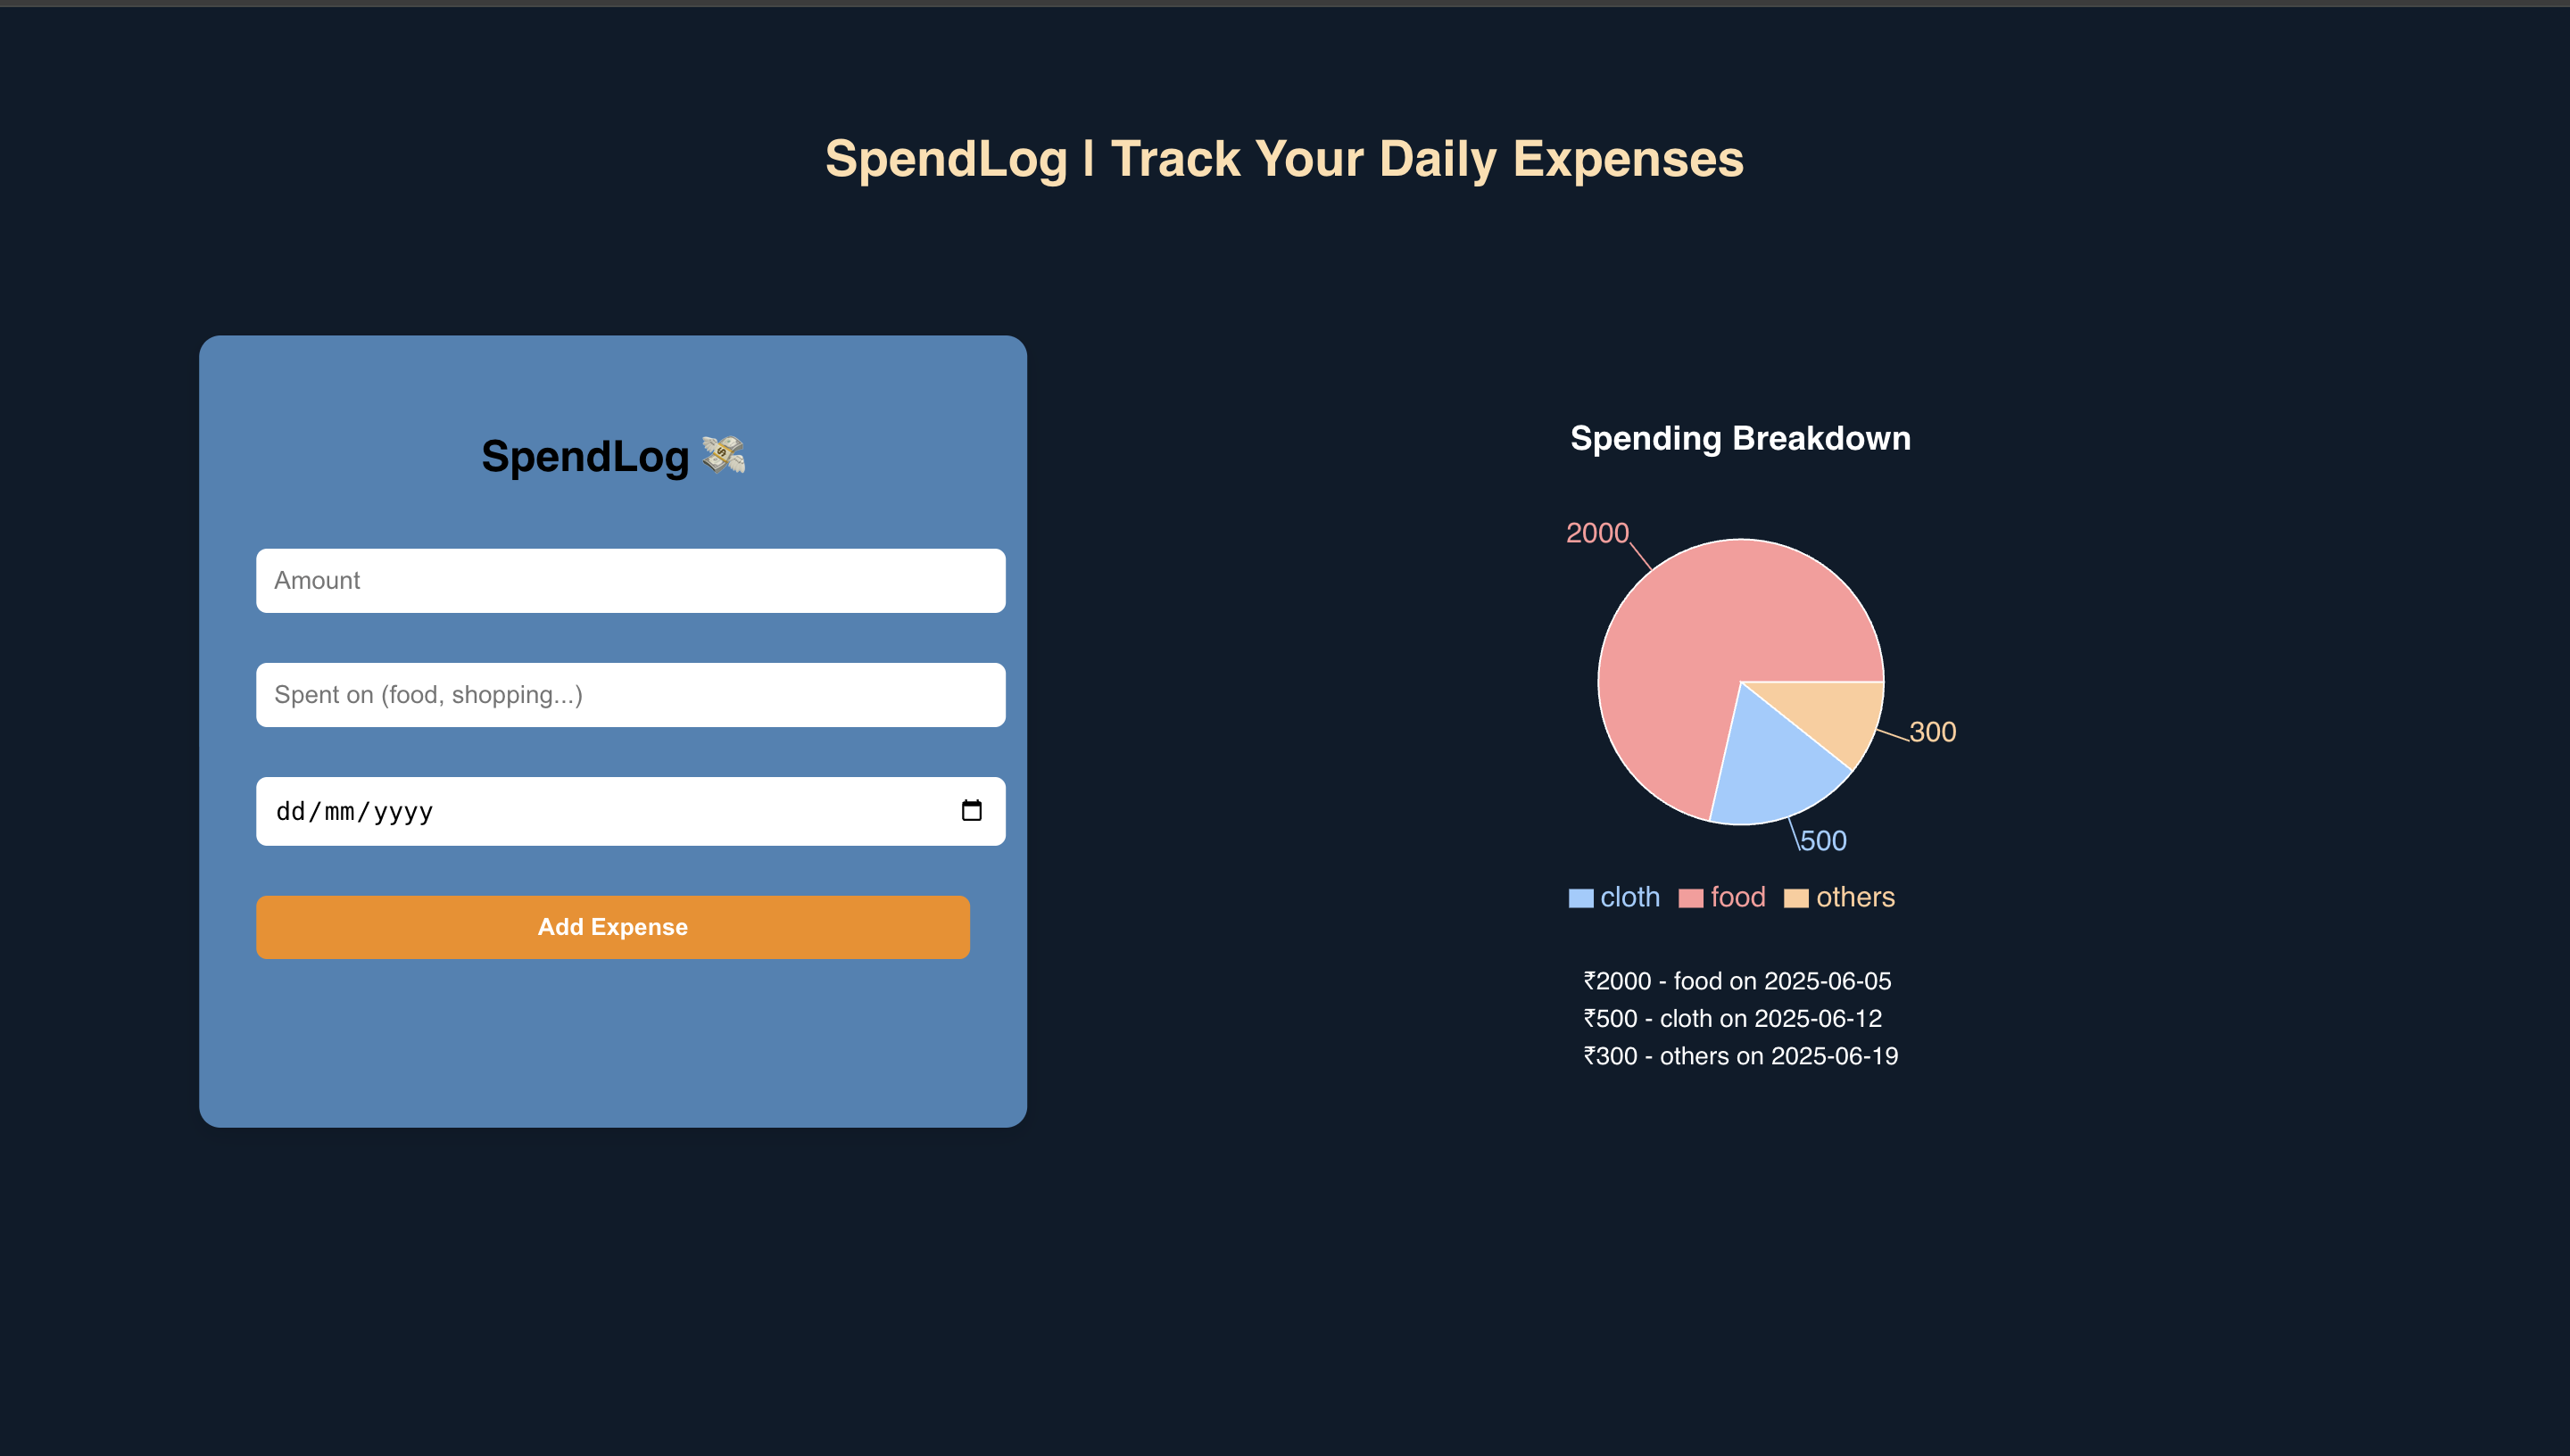 SpendLog | Track Your Daily Expenses
SpendLog 💸
Amount
Spent on (food, shopping...)
dd/mm/yyyy
Add Expense
Spending Breakdown
2000
300
500
cloth food others
₹2000 - food on 2025-06-05
₹500 - cloth on 2025-06-12
₹300 - others on 2025-06-19